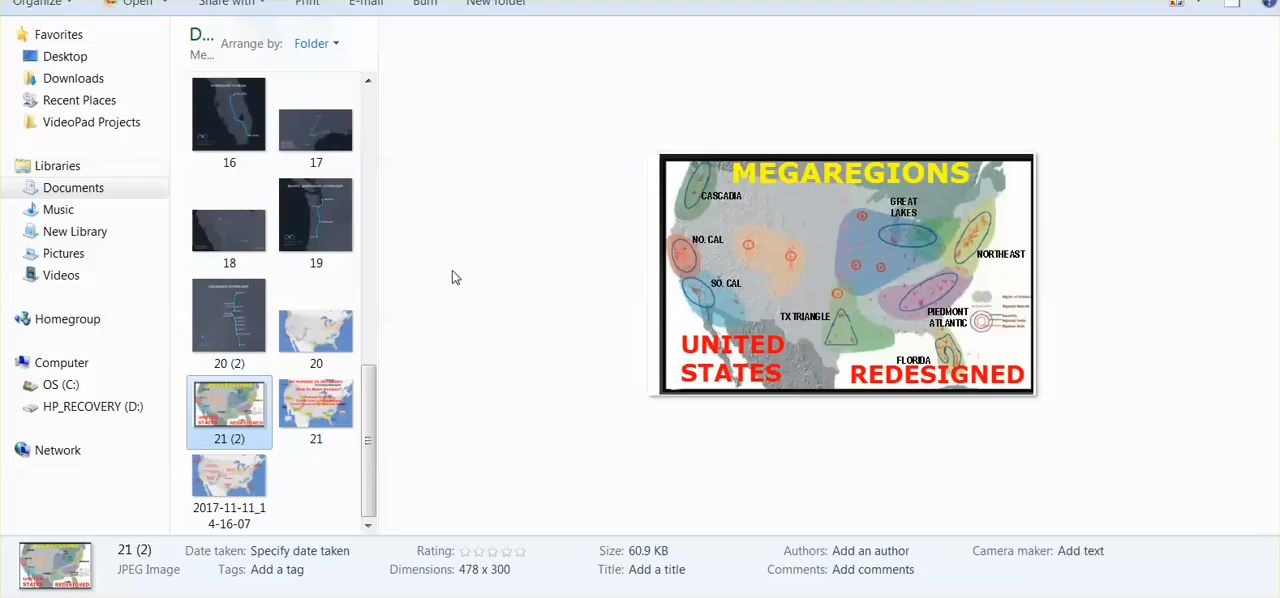 Organize
Open
Share with
Print
E-mail
Burn
New folder
Favorites
Desktop
Downloads
Recent Places
VideoPad Projects
Libraries
Documents
Music
New Library
Pictures
Videos
Homegroup
Computer
OS (C:)
HP_RECOVERY (D:)
Network
D...
Me...
Arrange by: Folder
16
17
18
19
20 (2)
20
21 (2)
21
2017-11-11_1
4-16-07
MEGAREGIONS
CASCADIA
GREAT
LAKES
NO. CAL
NORTHEAST
SO. CAL
TX TRIANGLE
PIEDMONT
ATLANTIC
FLORIDA
UNITED
STATES
REDESIGNED
21 (2)
JPEG Image
Date taken: Specify date taken
Tags: Add a tag
Rating:
Dimensions: 478 x 300
Size: 60.9 KB
Title: Add a title
Authors: Add an author
Comments: Add comments
Camera maker: Add text